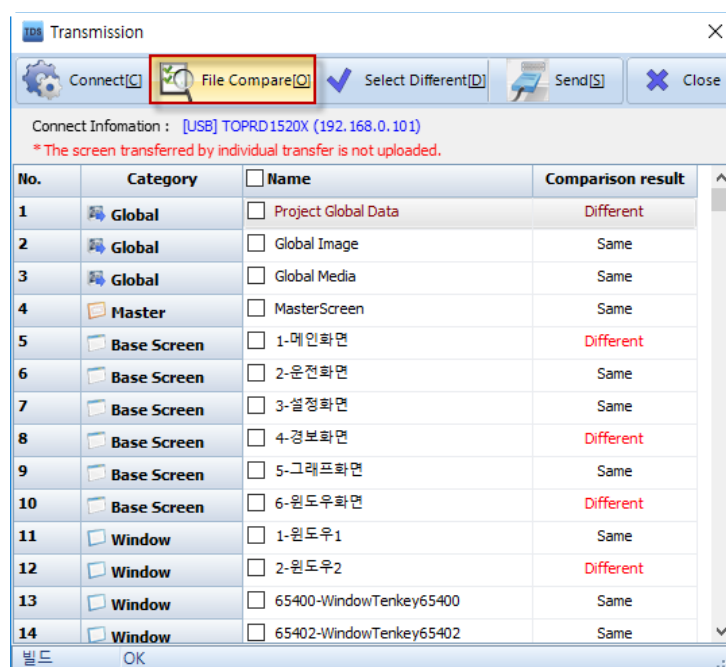 TDS Transmission
Connect[C] File Compare[O] Select Different[D] Send[S] Close
Connect Infomation : [USB] TOPRD1520X (192.168.0.101)
* The screen transferred by individual transfer is not uploaded.
No. Category Name Comparison result
1 Global Project Global Data Different
2 Global Global Image Same
3 Global Global Media Same
4 Master MasterScreen Same
5 Base Screen 1-메인화면 Different
6 Base Screen 2-운전화면 Same
7 Base Screen 3-설정화면 Same
8 Base Screen 4-경보화면 Different
9 Base Screen 5-그래프화면 Same
10 Base Screen 6-윈도우화면 Different
11 Window 1-윈도우1 Same
12 Window 2-윈도우2 Different
13 Window 65400-WindowTenkey65400 Same
14 Window 65402-WindowTenkey65402 Same
빌드 OK